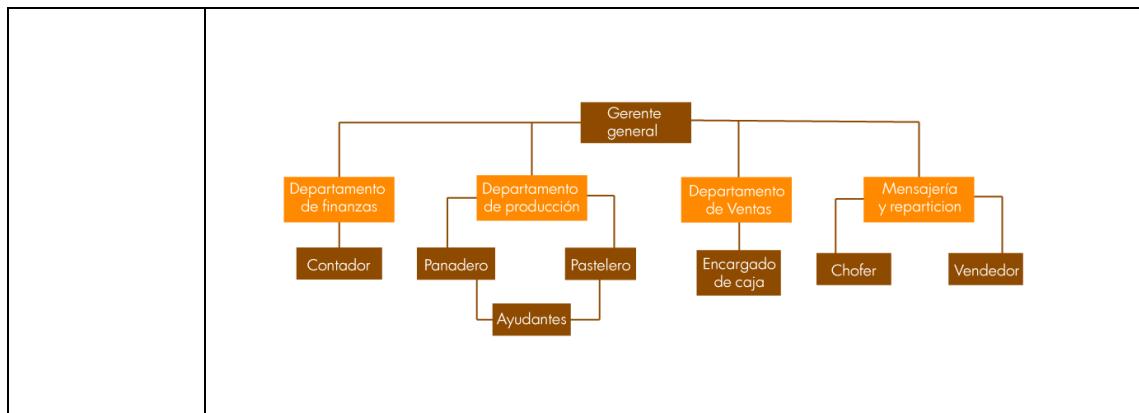 Gerente
general
Departamento
de finanzas
Departamento
de producción
Departamento
de Ventas
Mensajería
y reparticion
Contador
Panadero
Pastelero
Encargado
de caja
Chofer
Vendedor
Ayudantes